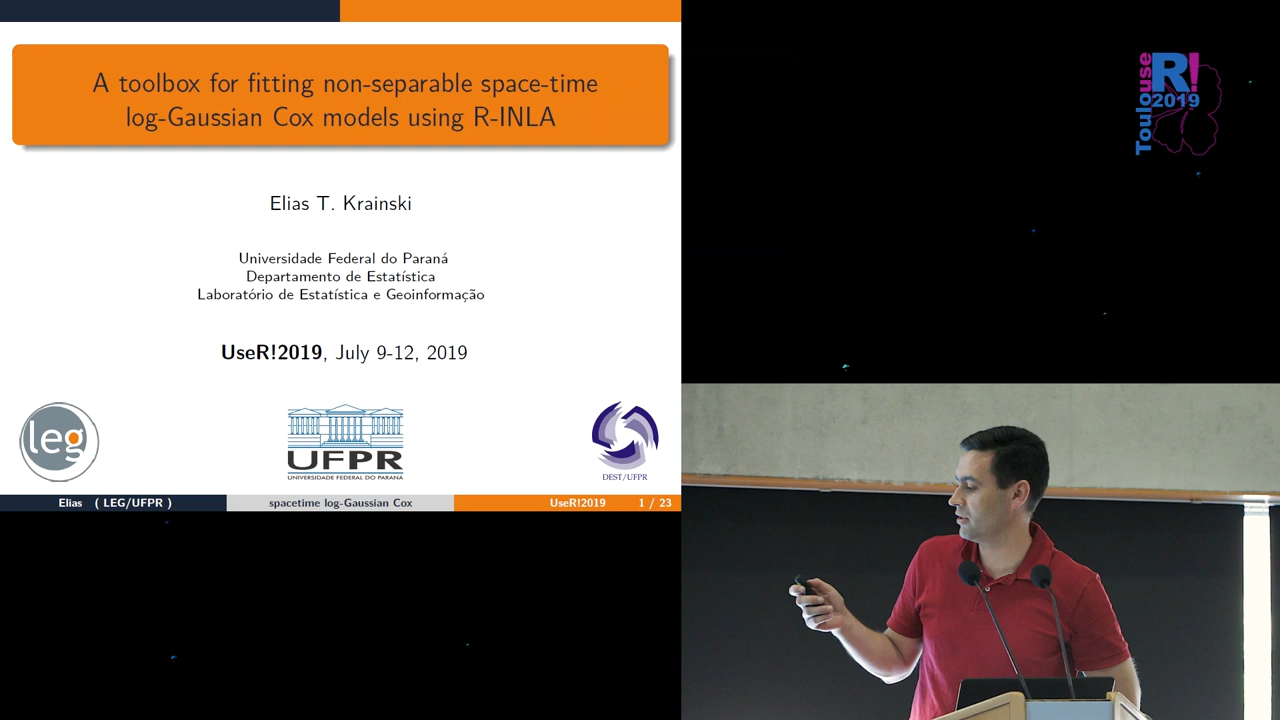 A toolbox for fitting non-separable space-time
log-Gaussian Cox models using R-INLA
Elias T. Krainski
Universidade Federal do Paraná
Departamento de Estatística
Laboratório de Estatística e Geoinformação
UseR!2019, July 9-12, 2019
leg
UFPR
UNIVERSIDADE FEDERAL DO PARANÁ
DEST/UFPR
Elias ( LEG/UFPR )
spacetime log-Gaussian Cox
UseR!2019
1 / 23
Toulouse
R!
2019